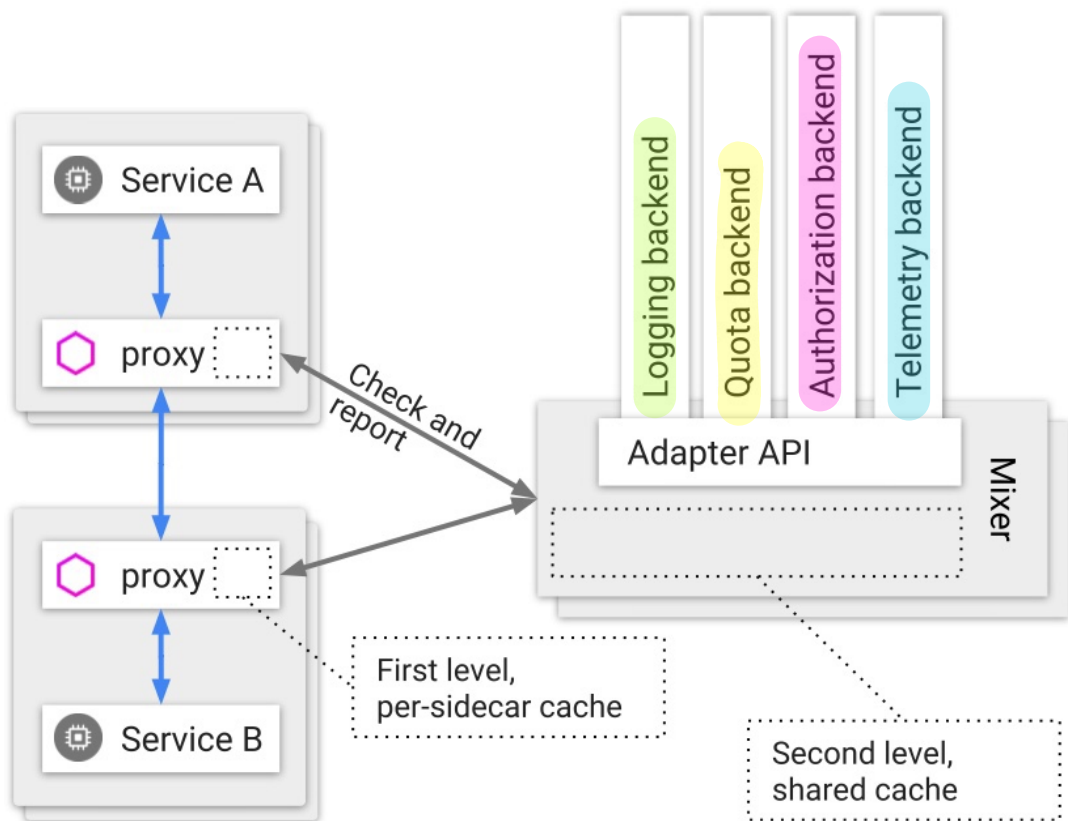 Service A
proxy
Check and
report
proxy
Service B
First level,
per-sidecar cache
Logging backend
Quota backend
Authorization backend
Telemetry backend
Adapter API
Mixer
Second level,
shared cache